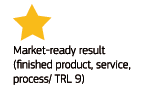 Market-ready result
(finished product, service,
process/ TRL 9)